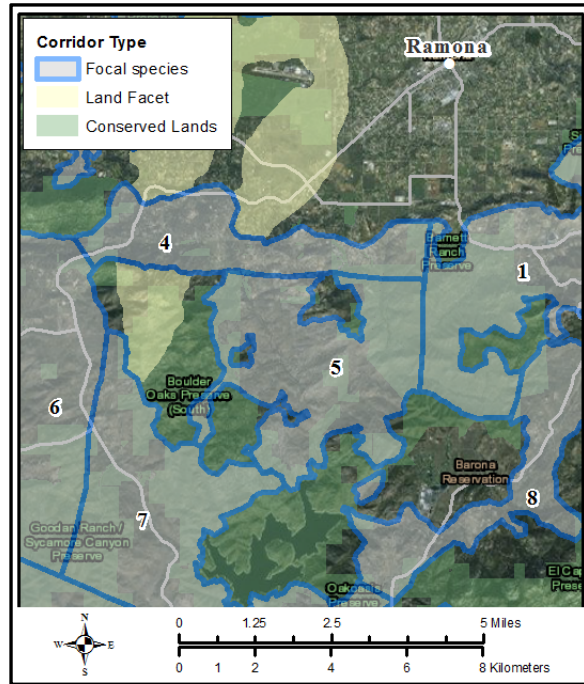 Corridor Type
Focal species
Land Facet
Conserved Lands
Ramona
4
Barnett
Ranch
Preserve
1
5
6
Boulder
Oaks Preserve
(South)
Barona
Reservation
8
7
Goodan Ranch /
Sycamore Canyon
Preserve
El Cap
Prese
Oakoasis
Preserve
N
W
E
S
0 1.25 2.5 5 Miles
0 1 2 4 6 8 Kilometers